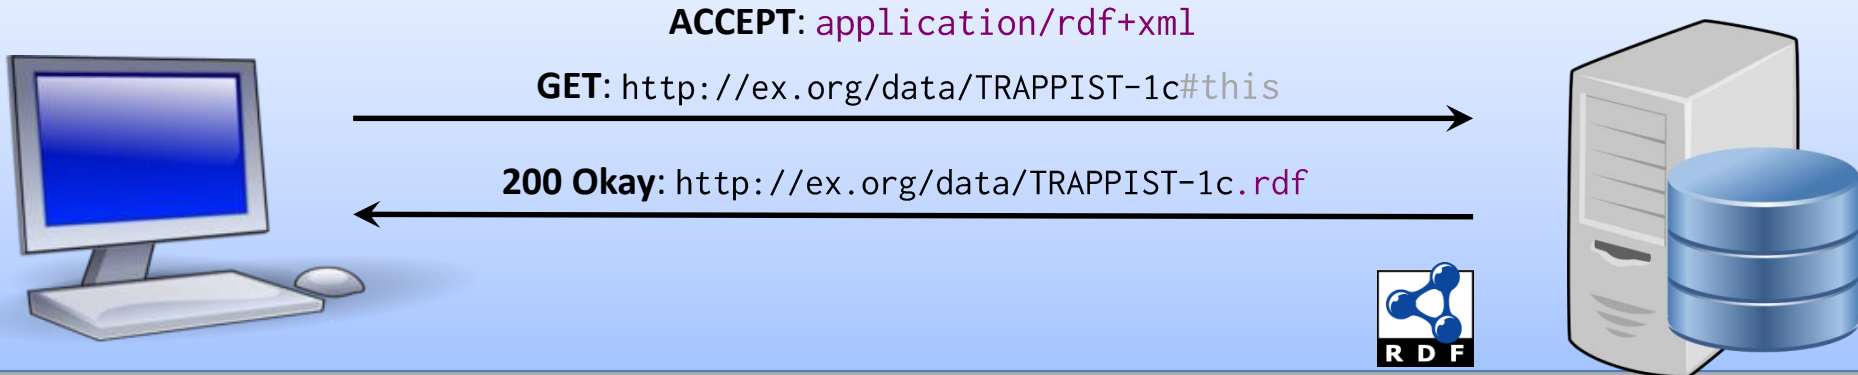 ACCEPT: application/rdf+xml
GET: http://ex.org/data/TRAPPIST-1c#this
200 Okay: http://ex.org/data/TRAPPIST-1c.rdf
RDF